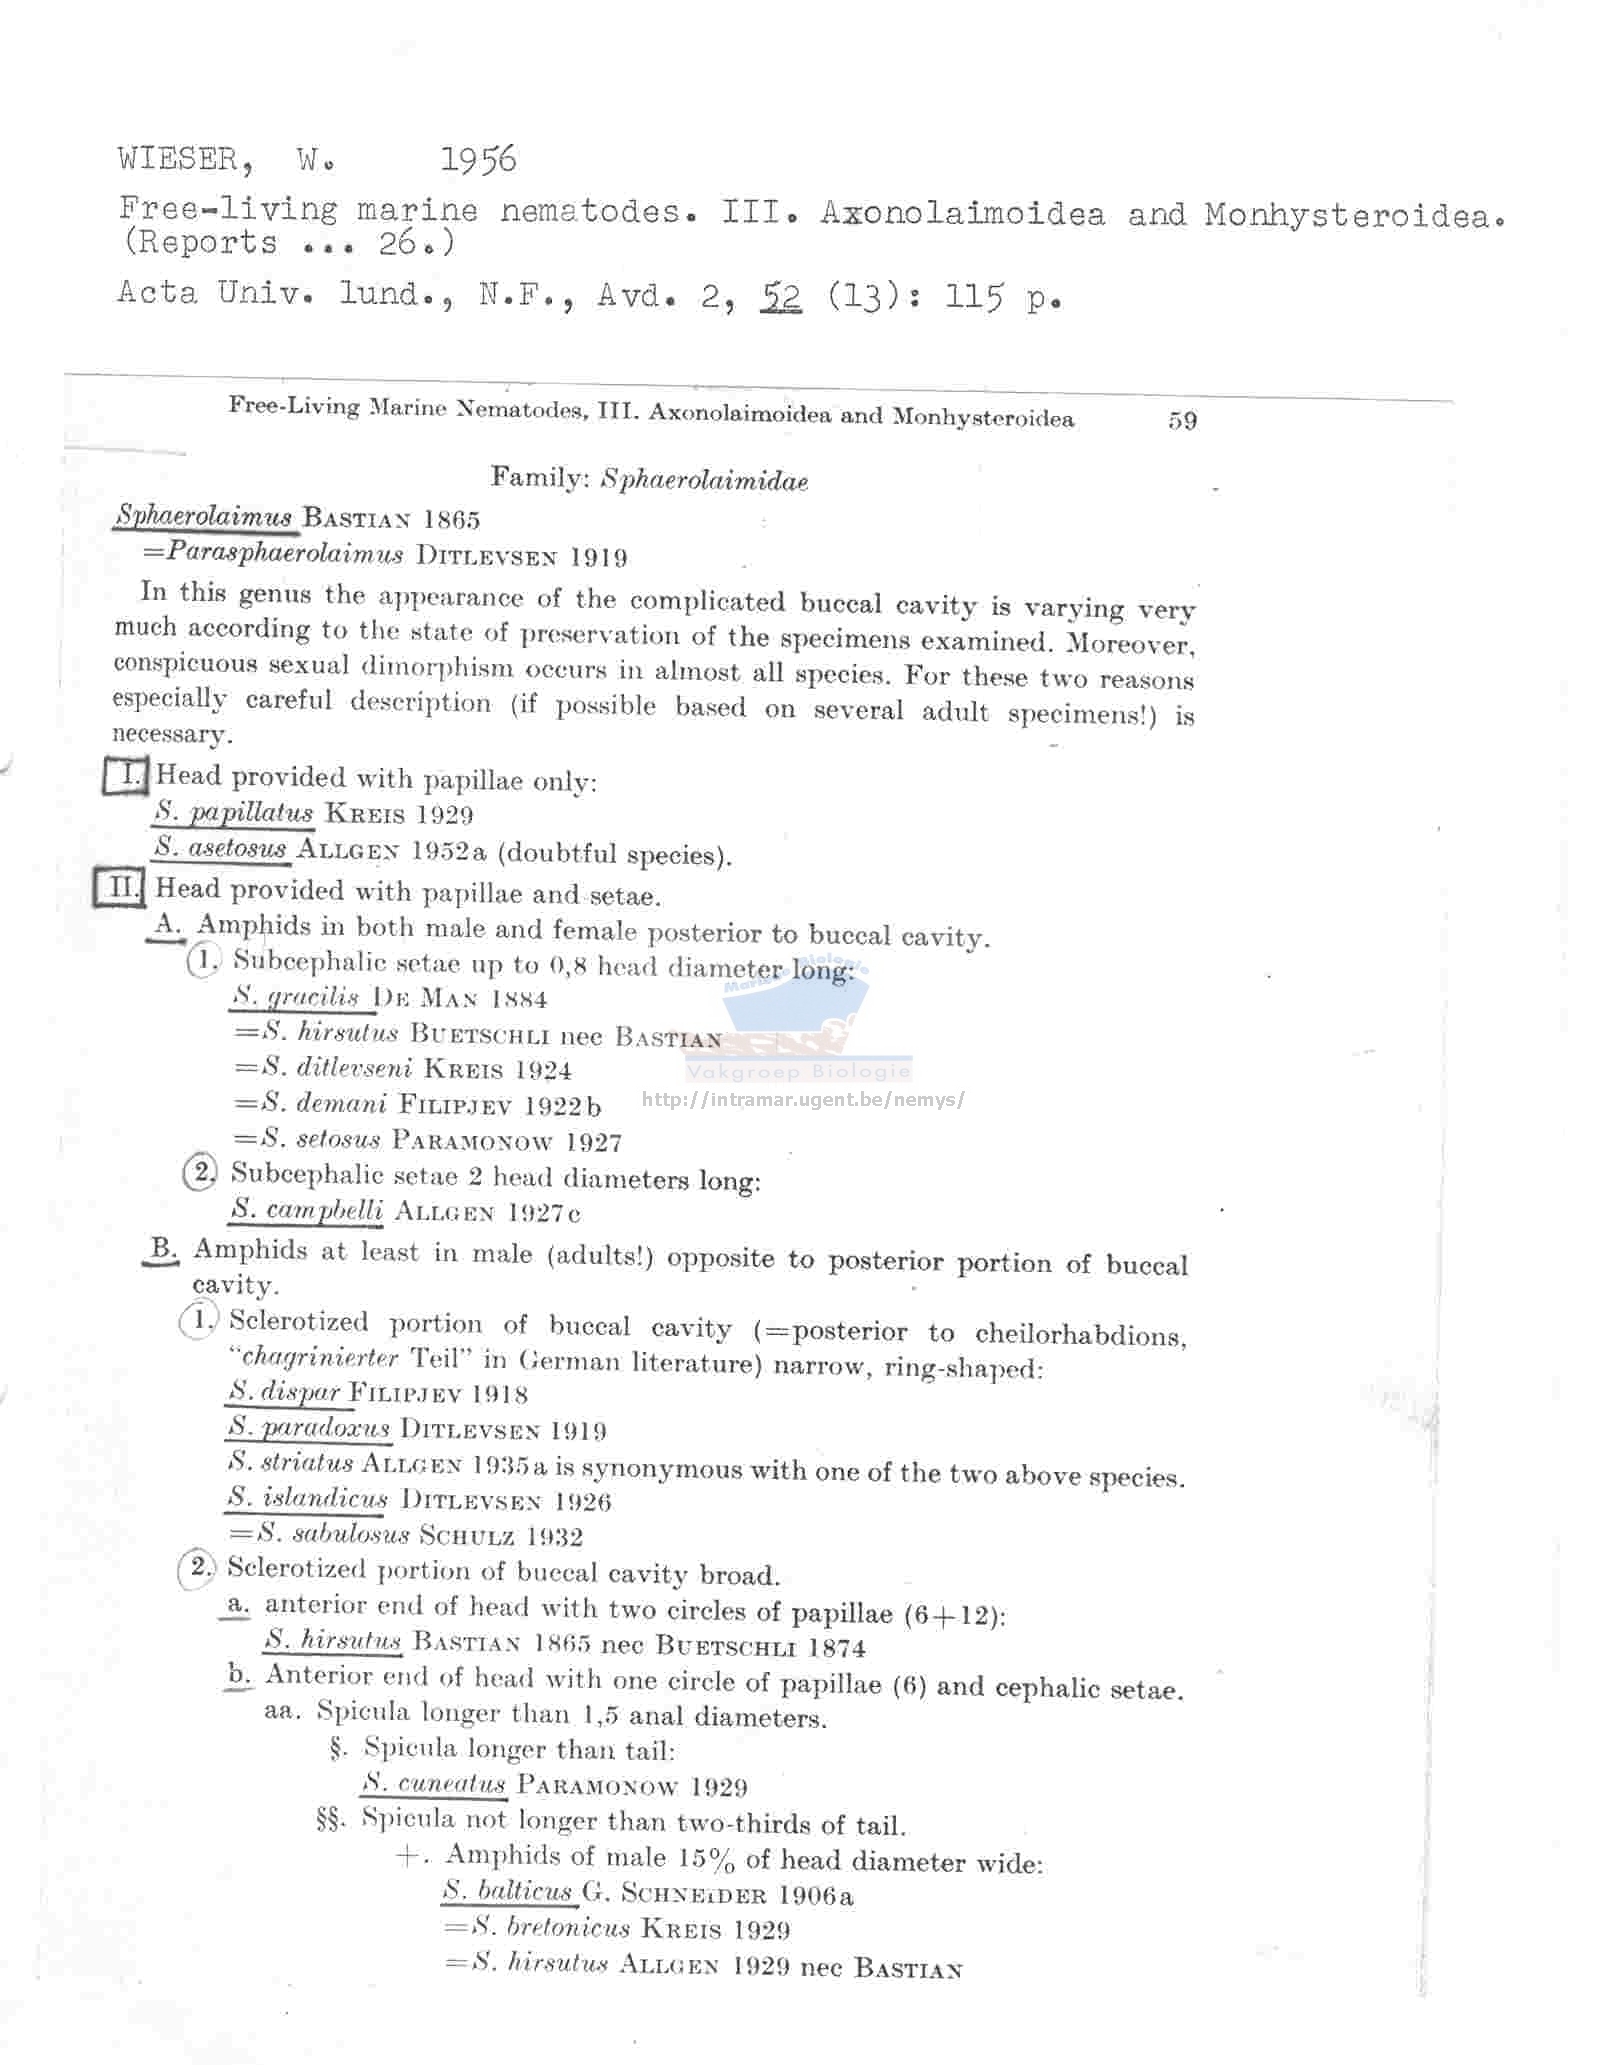 WIESER, W. 1956
Free-living marine nematodes. III. Axonolaimoidea and Monhysteroidea.
(Reports ... 26.)
Acta Univ. lund., N.F., Avd. 2, 52 (13): 115 p.
Free-Living Marine Nematodes, III. Axonolaimoidea and Monhysteroidea 59
Family: Sphaerolaimidae
Sphaerolaimus BASTIAN 1865
=Parasphaerolaimus DITLEVSEN 1919
In this genus the appearance of the complicated buccal cavity is varying very
much according to the state of preservation of the specimens examined. Moreover,
conspicuous sexual dimorphism occurs in almost all species. For these two reasons
especially careful description (if possible based on several adult specimens!) is
necessary.
I. Head provided with papillae only:
S. papillatus KREIS 1929
S. asetosus ALLGEN 1952a (doubtful species).
II. Head provided with papillae and setae.
A. Amphids in both male and female posterior to buccal cavity.
1. Subcephalic setae up to 0,8 head diameter long:
S. gracilis DE MAN 1884
=S. hirsutus BUETSCHLI nec BASTIAN
=S. ditlevseni KREIS 1924
=S. demani FILIPJEV 1922b
=S. setosus PARAMONOW 1927
2. Subcephalic setae 2 head diameters long:
S. campbelli ALLGEN 1927c
B. Amphids at least in male (adults!) opposite to posterior portion of buccal
cavity.
1. Sclerotized portion of buccal cavity (=posterior to cheilorhabdions,
"chagrinierter Teil" in German literature) narrow, ring-shaped:
S. dispar FILIPJEV 1918
S. paradoxus DITLEVSEN 1919
S. striatus ALLGEN 1935a is synonymous with one of the two above species.
S. islandicus DITLEVSEN 1926
=S. sabulosus SCHULZ 1932
2. Sclerotized portion of buccal cavity broad.
a. anterior end of head with two circles of papillae (6+12):
S. hirsutus BASTIAN 1865 nec BUETSCHLI 1874
b. Anterior end of head with one circle of papillae (6) and cephalic setae.
aa. Spicula longer than 1,5 anal diameters.
§. Spicula longer than tail:
S. cuneatus PARAMONOW 1929
§§. Spicula not longer than two-thirds of tail.
+. Amphids of male 15% of head diameter wide:
S. balticus G. SCHNEIDER 1906a
=S. bretonicus KREIS 1929
=S. hirsutus ALLGEN 1929 nec BASTIAN
Marine Biologie
Vakgroep Biologie
http://intramar.ugent.be/nemys/